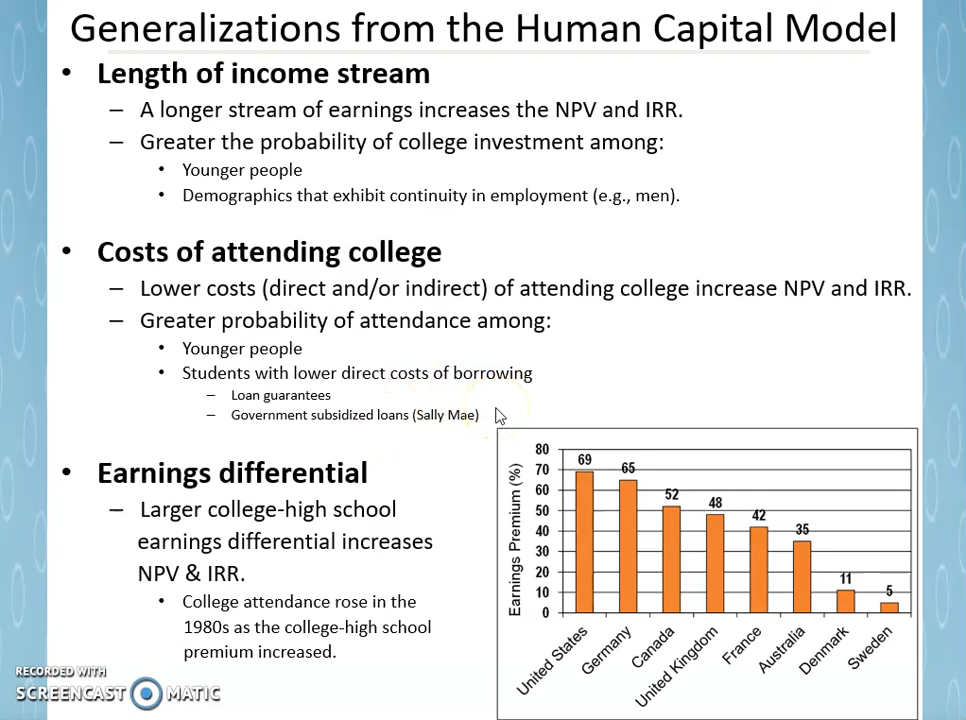 Generalizations from the Human Capital Model
• Length of income stream
– A longer stream of earnings increases the NPV and IRR.
– Greater the probability of college investment among:
• Younger people
• Demographics that exhibit continuity in employment (e.g., men).
• Costs of attending college
– Lower costs (direct and/or indirect) of attending college increase NPV and IRR.
– Greater probability of attendance among:
• Younger people
• Students with lower direct costs of borrowing
– Loan guarantees
– Government subsidized loans (Sally Mae)
• Earnings differential
– Larger college-high school
earnings differential increases
NPV & IRR.
• College attendance rose in the
1980s as the college-high school
premium increased.
Earnings Premium (%)
80
70
60
50
40
30
20
10
0
69
65
52
48
42
35
11
5
United States
Germany
Canada
United Kingdom
France
Australia
Denmark
Sweden
RECORDED WITH
SCREENCAST MATIC